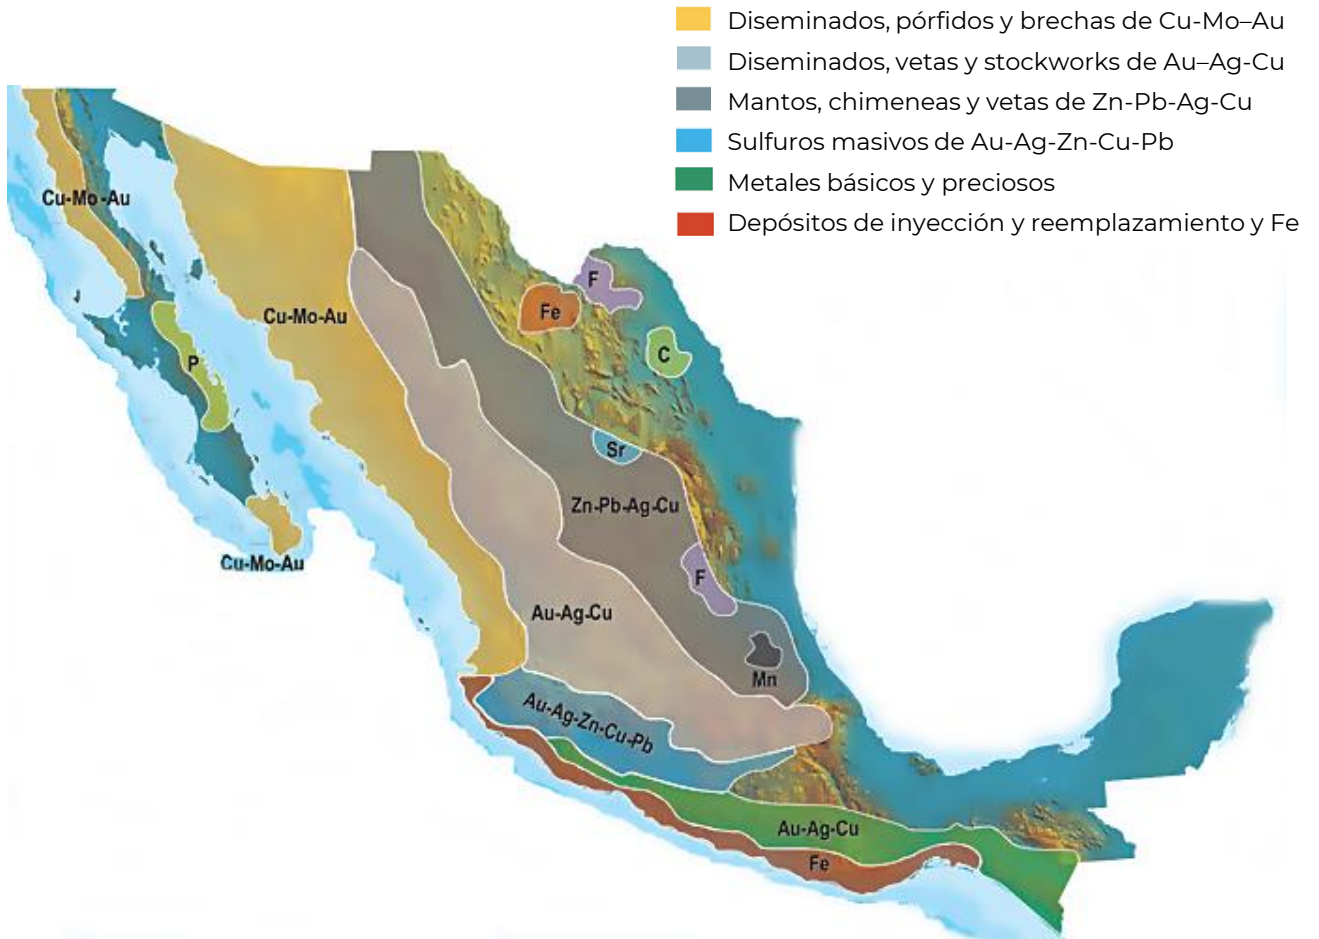 Diseminados, pórfidos y brechas de Cu-Mo–Au
Diseminados, vetas y stockworks de Au–Ag-Cu
Mantos, chimeneas y vetas de Zn-Pb-Ag-Cu
Sulfuros masivos de Au-Ag-Zn-Cu-Pb
Metales básicos y preciosos
Depósitos de inyección y reemplazamiento y Fe
Cu-Mo-Au
F
Fe
Cu-Mo-Au
C
P
Sr
Zn-Pb-Ag-Cu
Cu-Mo-Au
F
Au-Ag-Cu
Mn
Au-Ag-Zn-Cu-Pb
Au-Ag-Cu
Fe